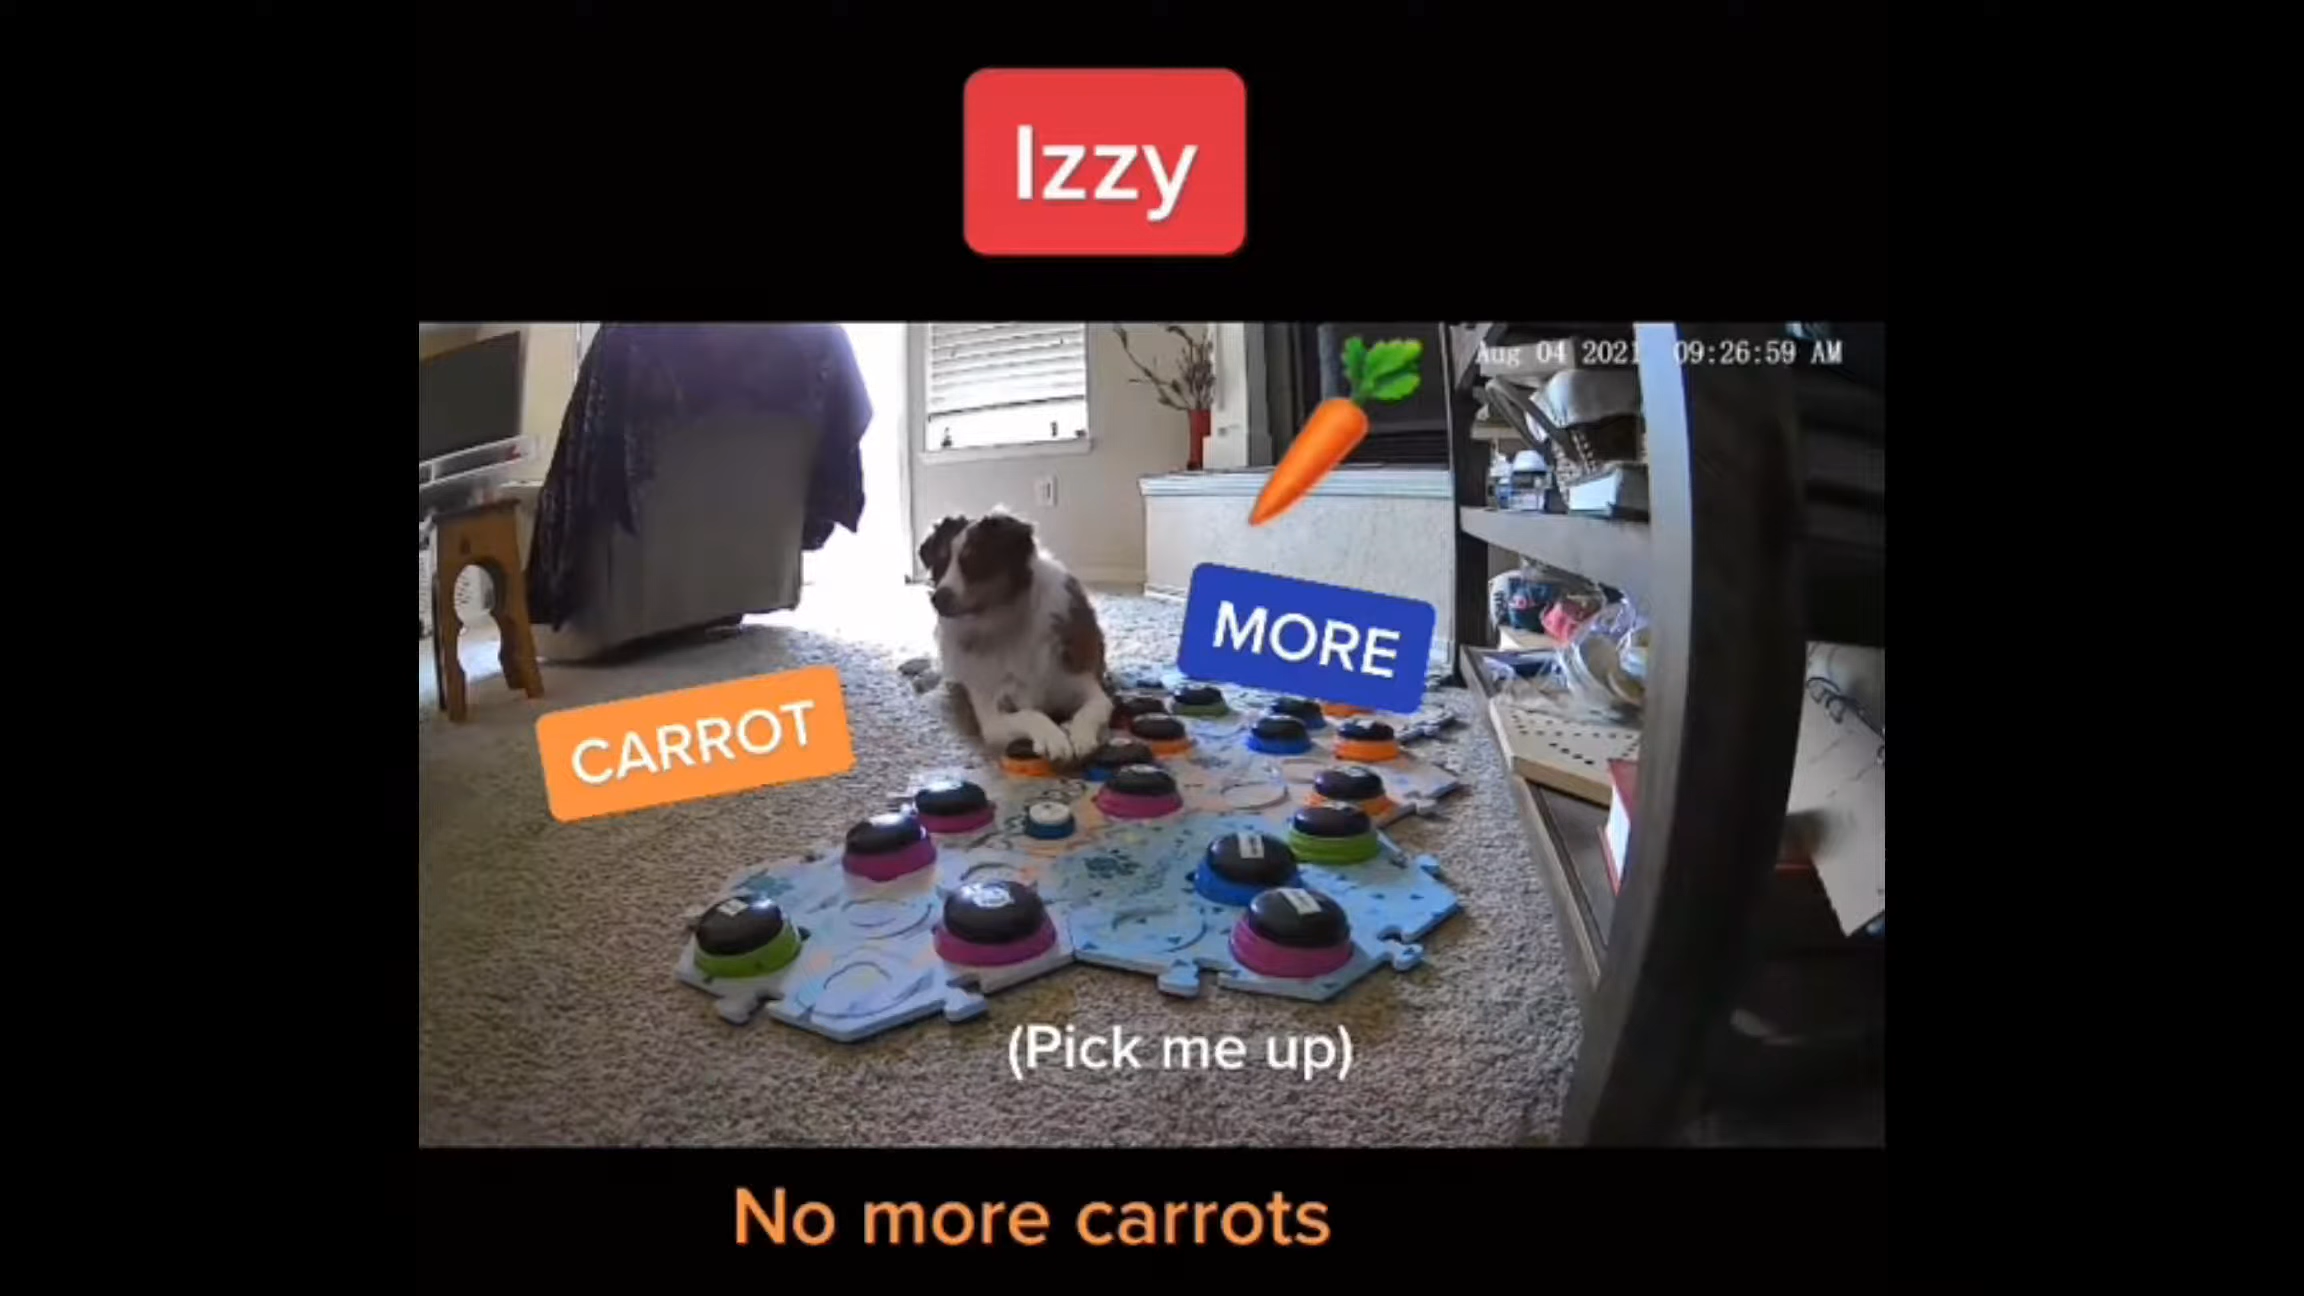 Izzy
Aug 04 2021 09:26:59 AM
MORE
CARROT
(Pick me up)
No more carrots